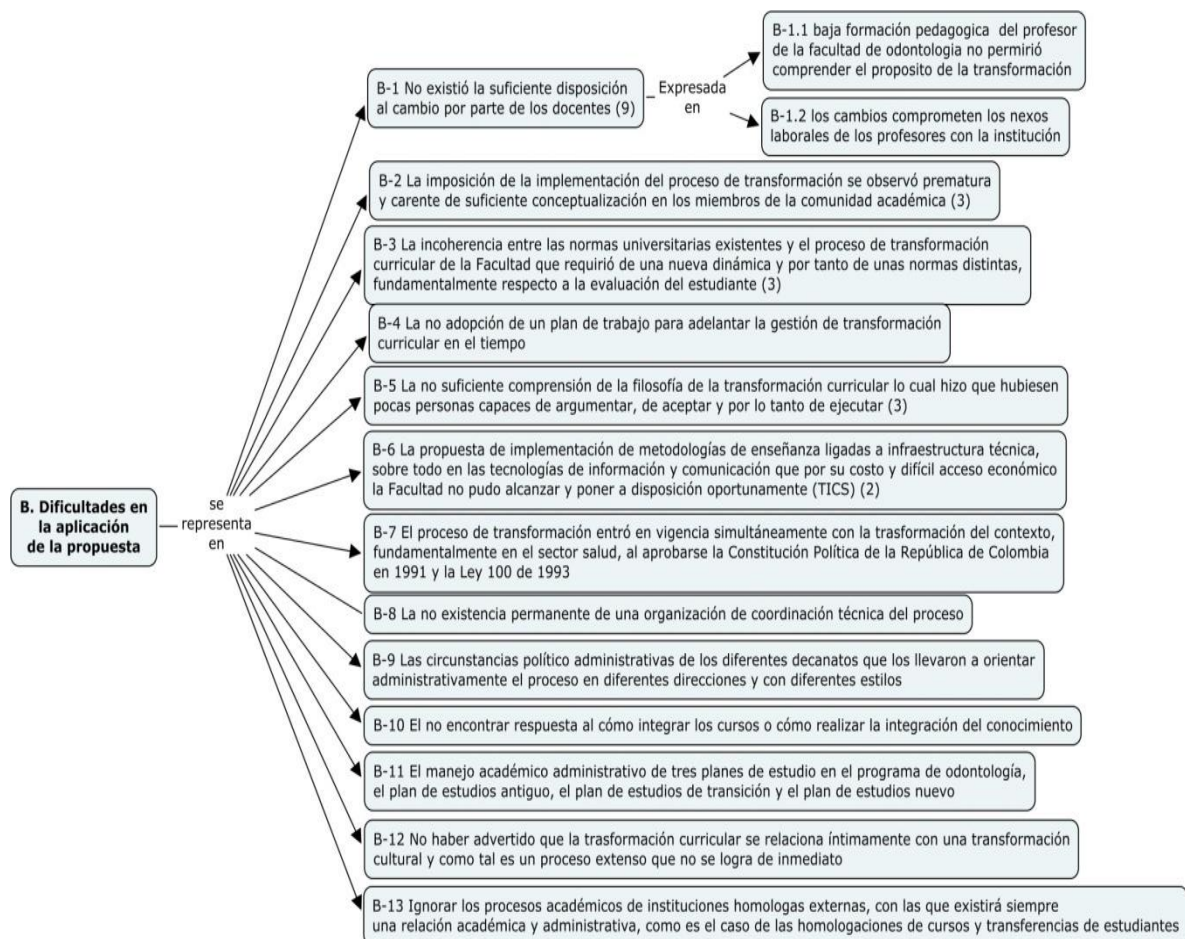 B. Dificultades en
la aplicación
de la propuesta
se
representa
en
B-1 No existió la suficiente disposición
al cambio por parte de los docentes (9)
Expresada
en
B-1.1 baja formación pedagogica del profesor
de la facultad de odontologia no permirió
comprender el proposito de la transformación
B-1.2 los cambios comprometen los nexos
laborales de los profesores con la institución
B-2 La imposición de la implementación del proceso de transformación se observó prematura
y carente de suficiente conceptualización en los miembros de la comunidad académica (3)
B-3 La incoherencia entre las normas universitarias existentes y el proceso de transformación
curricular de la Facultad que requirió de una nueva dinámica y por tanto de unas normas distintas,
fundamentalmente respecto a la evaluación del estudiante (3)
B-4 La no adopción de un plan de trabajo para adelantar la gestión de transformación
curricular en el tiempo
B-5 La no suficiente comprensión de la filosofía de la transformación curricular lo cual hizo que hubiesen
pocas personas capaces de argumentar, de aceptar y por lo tanto de ejecutar (3)
B-6 La propuesta de implementación de metodologías de enseñanza ligadas a infraestructura técnica,
sobre todo en las tecnologías de información y comunicación que por su costo y difícil acceso económico
la Facultad no pudo alcanzar y poner a disposición oportunamente (TICS) (2)
B-7 El proceso de transformación entró en vigencia simultáneamente con la trasformación del contexto,
fundamentalmente en el sector salud, al aprobarse la Constitución Política de la República de Colombia
en 1991 y la Ley 100 de 1993
B-8 La no existencia permanente de una organización de coordinación técnica del proceso
B-9 Las circunstancias político administrativas de los diferentes decanatos que los llevaron a orientar
administrativamente el proceso en diferentes direcciones y con diferentes estilos
B-10 El no encontrar respuesta al cómo integrar los cursos o cómo realizar la integración del conocimiento
B-11 El manejo académico administrativo de tres planes de estudio en el programa de odontología,
el plan de estudios antiguo, el plan de estudios de transición y el plan de estudios nuevo
B-12 No haber advertido que la trasformación curricular se relaciona íntimamente con una transformación
cultural y como tal es un proceso extenso que no se logra de inmediato
B-13 Ignorar los procesos académicos de instituciones homologas externas, con las que existirá siempre
una relación académica y administrativa, como es el caso de las homologaciones de cursos y transferencias de estudiantes